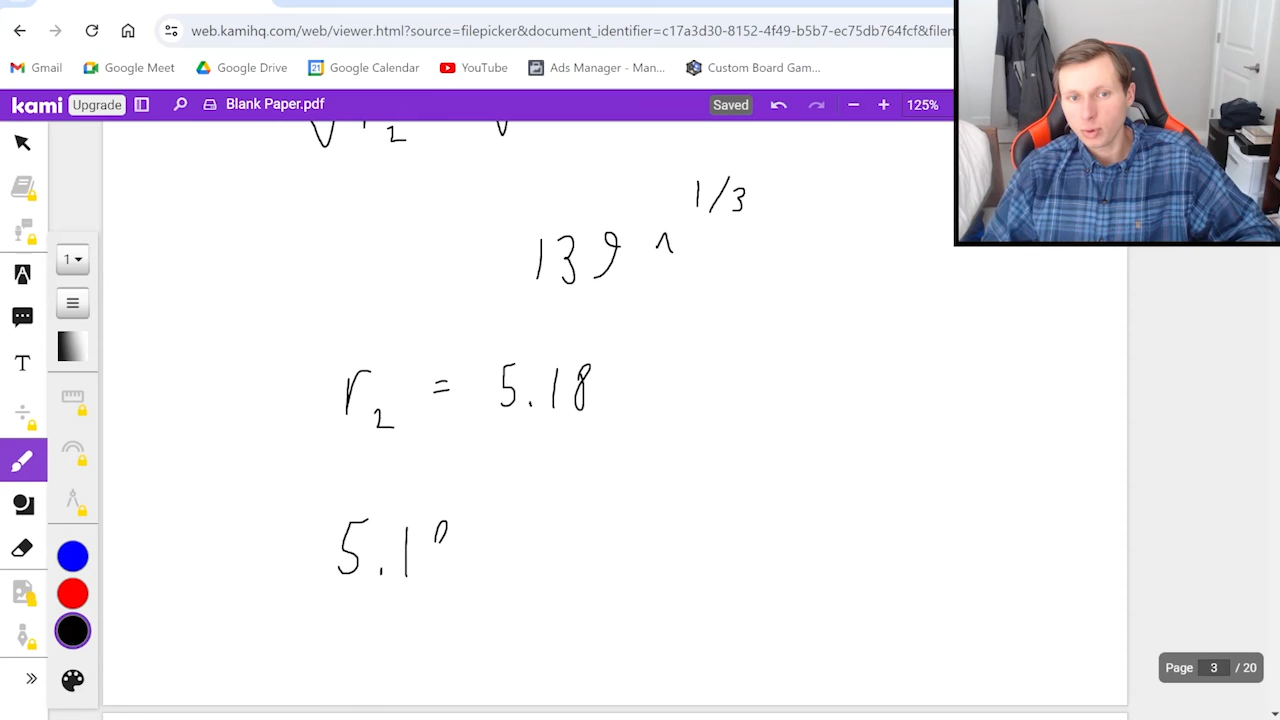 web.kamihq.com/web/viewer.html?source=filepicker&document_identifier=c17a3d30-8152-4f49-b5b7-ec75db764fcf&filen
Gmail Google Meet Google Drive Google Calendar YouTube Ads Manager - Man... Custom Board Gam...
kami Upgrade Blank Paper.pdf Saved 125%
√r₂ √
1/3
139 ^
1
r₂ = 5.18
5.1
T
Page 3 / 20